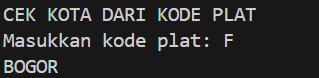 CEK KOTA DARI KODE PLAT
Masukkan kode plat: F
BOGOR